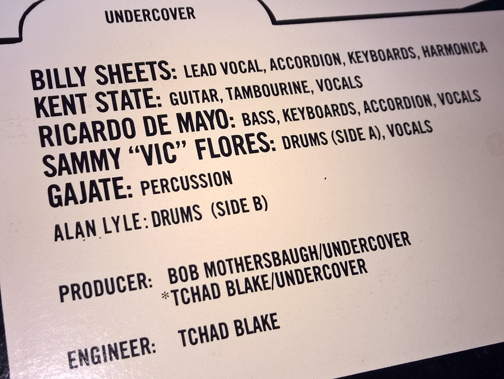 UNDERCOVER
BILLY SHEETS: LEAD VOCAL, ACCORDION, KEYBOARDS, HARMONICA
KENT STATE: GUITAR, TAMBOURINE, VOCALS
RICARDO DE MAYO: BASS, KEYBOARDS, ACCORDION, VOCALS
SAMMY “VIC” FLORES: DRUMS (SIDE A), VOCALS
GAJATE: PERCUSSION
ALAN LYLE: DRUMS (SIDE B)
PRODUCER: BOB MOTHERSBAUGH/UNDERCOVER
*TCHAD BLAKE/UNDERCOVER
ENGINEER: TCHAD BLAKE